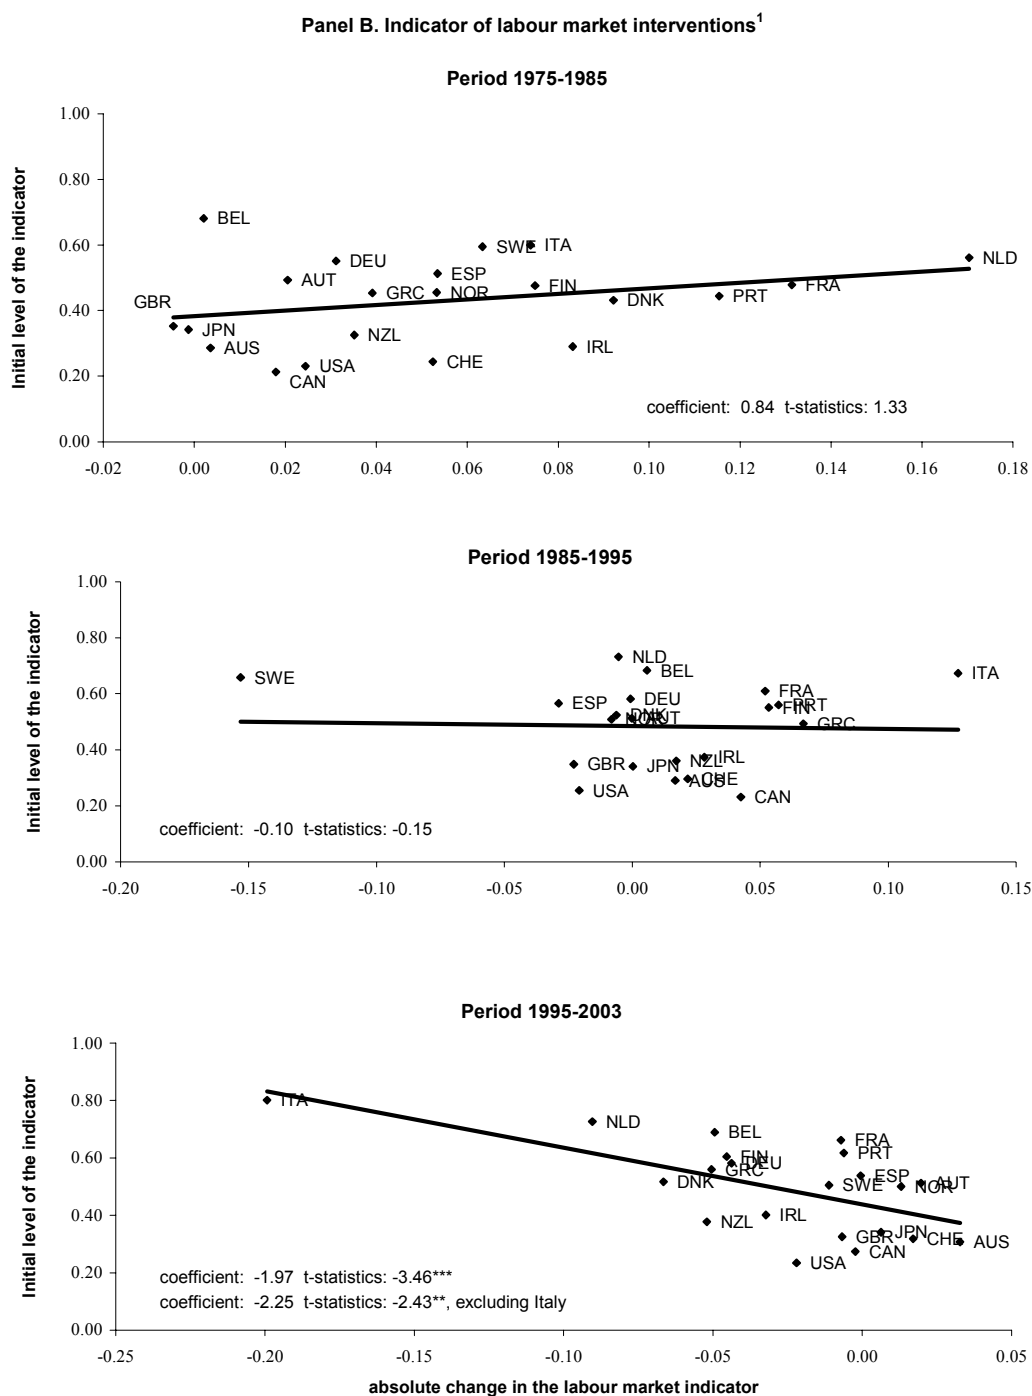 Panel B. Indicator of labour market interventions1
Period 1975-1985
Initial level of the indicator
1.00
0.80
0.60
0.40
0.20
0.00
BEL
SWE
ITA
NLD
DEU
AUT
ESP
GRC
NOR
FIN
DNK
PRT
FRA
GBR
JPN
AUS
NZL
IRL
USA
CHE
CAN
coefficient: 0.84 t-statistics: 1.33
-0.02 0.00 0.02 0.04 0.06 0.08 0.10 0.12 0.14 0.16 0.18
Period 1985-1995
Initial level of the indicator
1.00
0.80
0.60
0.40
0.20
0.00
SWE
NLD
BEL
ITA
ESP
DEU
FRA
PRT
FIN
DNK
NOR
AUT
GRC
GBR
JPN
NZL
IRL
USA
AUS
CHE
CAN
coefficient: -0.10 t-statistics: -0.15
-0.20 -0.15 -0.10 -0.05 0.00 0.05 0.10 0.15
Period 1995-2003
Initial level of the indicator
1.00
0.80
0.60
0.40
0.20
0.00
ITA
NLD
BEL
FRA
FIN
DEU
GRC
PRT
DNK
ESP
SWE
NOR
AUT
NZL
IRL
GBR
JPN
CHE
AUS
USA
CAN
coefficient: -1.97 t-statistics: -3.46***
coefficient: -2.25 t-statistics: -2.43**, excluding Italy
-0.25 -0.20 -0.15 -0.10 -0.05 0.00 0.05
absolute change in the labour market indicator